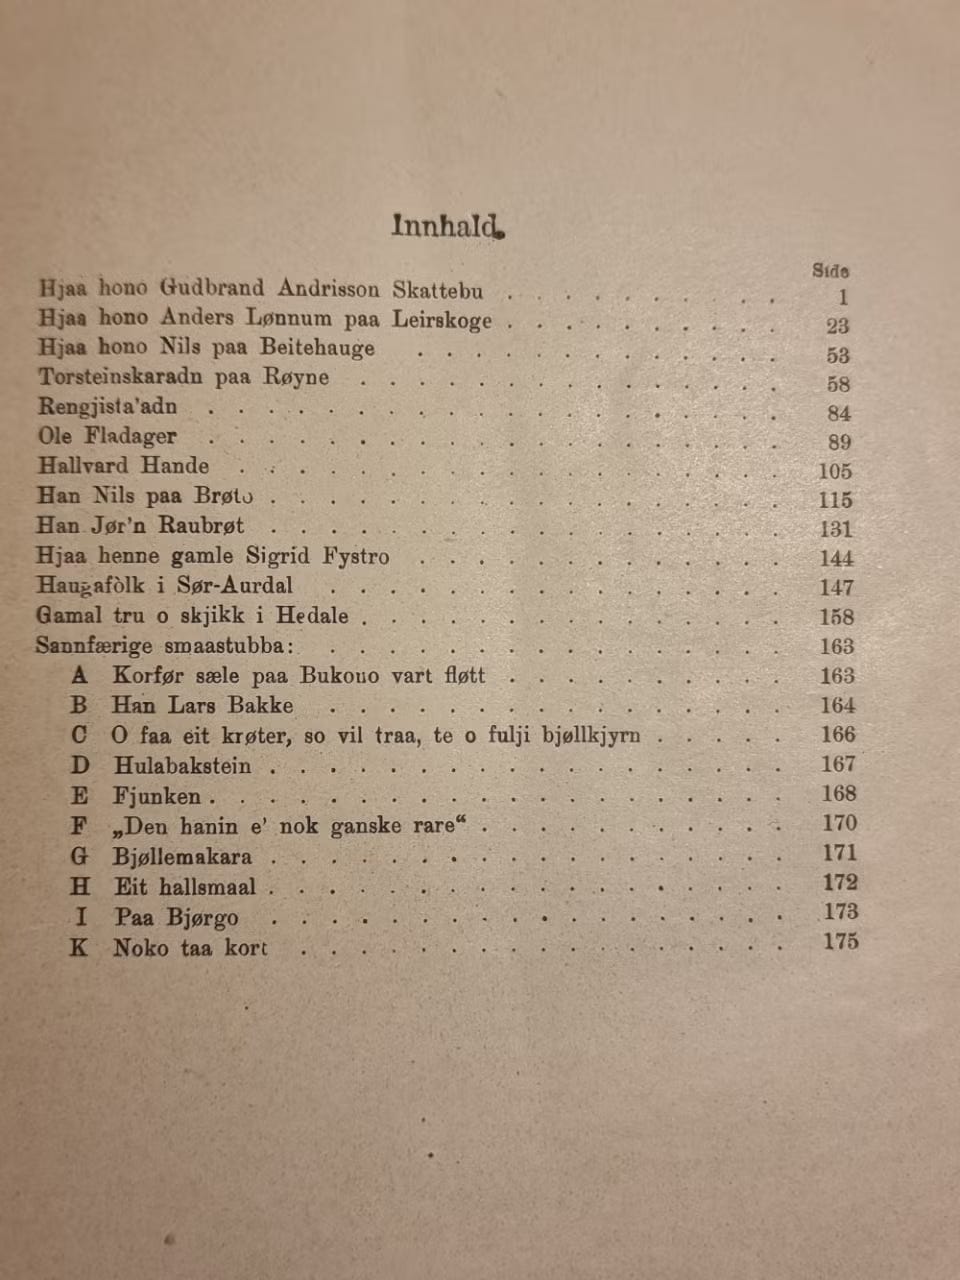 Innhald.
Side
Hjaa hono Gudbrand Andrisson Skattebu . . . . . . . . . . 1
Hjaa hono Anders Lønnum paa Leirskoge . . . . . . . . . . 23
Hjaa hono Nils paa Beitehauge . . . . . . . . . . . . . 53
Torsteinskaradn paa Røyne . . . . . . . . . . . . . . . 58
Rengjista'adn . . . . . . . . . . . . . . . . . . . . 84
Ole Fladager . . . . . . . . . . . . . . . . . . . . 89
Hallvard Hande . . . . . . . . . . . . . . . . . . . 105
Han Nils paa Brøto . . . . . . . . . . . . . . . . . . 115
Han Jør'n Raubrøt . . . . . . . . . . . . . . . . . . 131
Hjaa henne gamle Sigrid Fystro . . . . . . . . . . . . . 144
Haugafòlk i Sør-Aurdal . . . . . . . . . . . . . . . . 147
Gamal tru o skjikk i Hedale . . . . . . . . . . . . . . . 158
Sannfærige smaastubba: . . . . . . . . . . . . . . . . 163
A Korfør sæle paa Bukono vart fløtt . . . . . . . . . . 163
B Han Lars Bakke . . . . . . . . . . . . . . . . 164
C O faa eit krøter, so vil traa, te o fulji bjøllkjyrn . . . . . 166
D Hulabakstein . . . . . . . . . . . . . . . . . . 167
E Fjunken . . . . . . . . . . . . . . . . . . . . 168
F „Den hanin e' nok ganske rare“ . . . . . . . . . . . 170
G Bjøllemakara . . . . . . . . . . . . . . . . . . 171
H Eit hallsmaal . . . . . . . . . . . . . . . . . . 172
I Paa Bjørgo . . . . . . . . . . . . . . . . . . 173
K Noko taa kort . . . . . . . . . . . . . . . . . 175